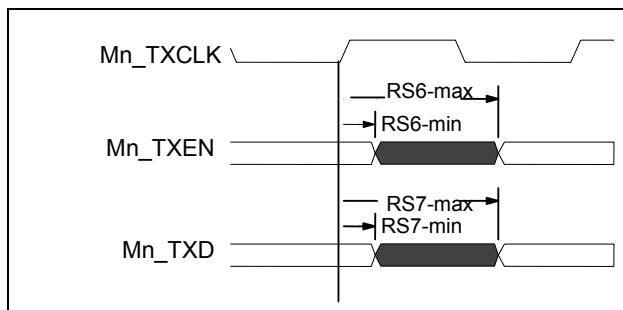 Mn_TXCLK
RS6-max
RS6-min
Mn_TXEN
RS7-max
RS7-min
Mn_TXD